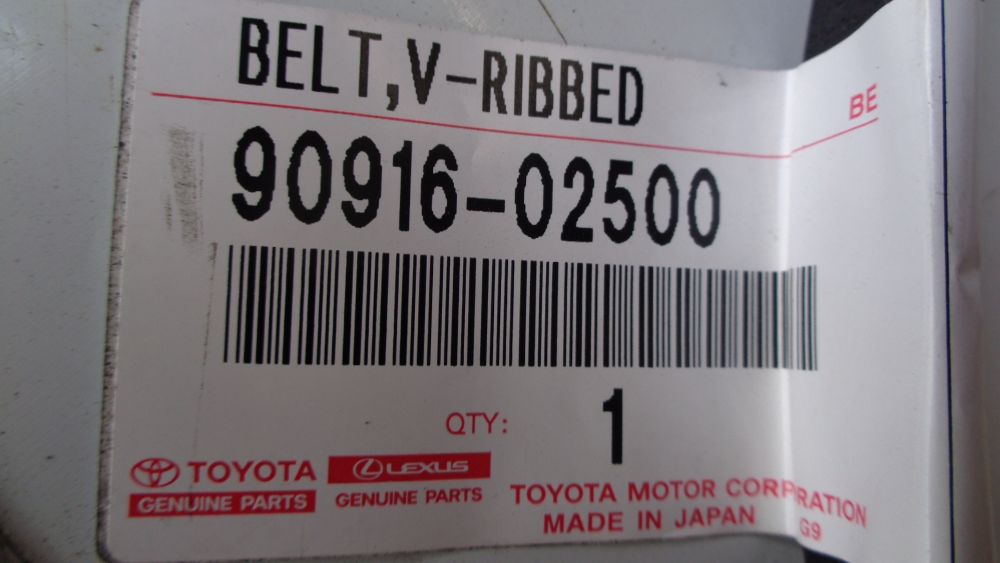 BELT,V-RIBBED
BE
90916-02500
QTY: 1
TOYOTA
GENUINE PARTS
LEXUS
GENUINE PARTS
TOYOTA MOTOR CORPORATION
MADE IN JAPAN G9